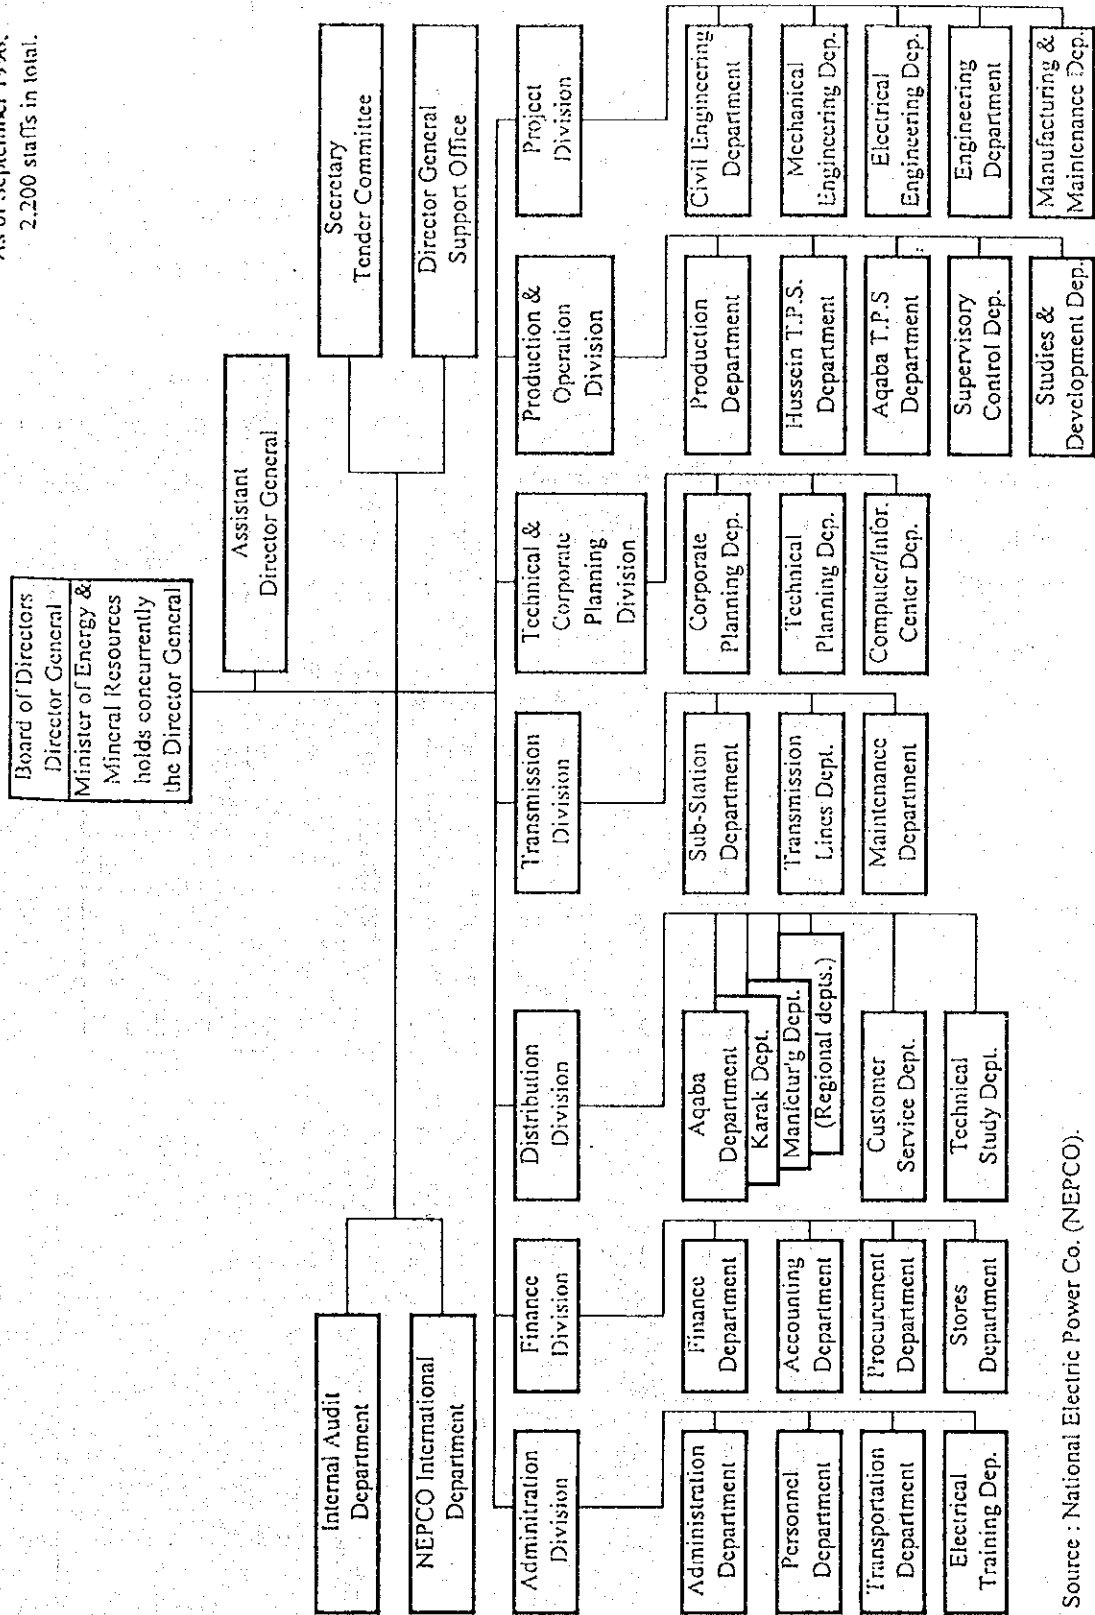 As of September 1996,
2,200 staffs in total.
Board of Directors
Director General
Minister of Energy &
Mineral Resources
holds concurrently
the Director General
Assistant
Director General
Internal Audit
Department
NEPCO International
Department
Secretary
Tender Committee
Director General
Support Office
Adminitration
Division
Administration
Department
Personnel
Department
Transportation
Department
Electrical
Training Dep.
Finance
Division
Finance
Department
Accounting
Department
Procurement
Department
Stores
Department
Distribution
Division
Aqaba
Department
Karak Dept.
Manfctur'g Dept.
(Regional depts.)
Customer
Service Dept.
Technical
Study Dept.
Transmission
Division
Sub-Station
Department
Transmission
Lines Dept.
Maintenance
Department
Technical &
Corporate
Planning
Division
Corporate
Planning Dep.
Technical
Planning Dep.
Computer/Infor.
Center Dep.
Production &
Operation
Division
Production
Department
Hussein T.P.S.
Department
Aqaba T.P.S
Department
Supervisory
Control Dep.
Studies &
Development Dep.
Project
Division
Civil Engineering
Department
Mechanical
Engineering Dep.
Electrical
Engineering Dep.
Engineering
Department
Manufacturing &
Maintenance Dep.
Source : National Electric Power Co. (NEPCO).